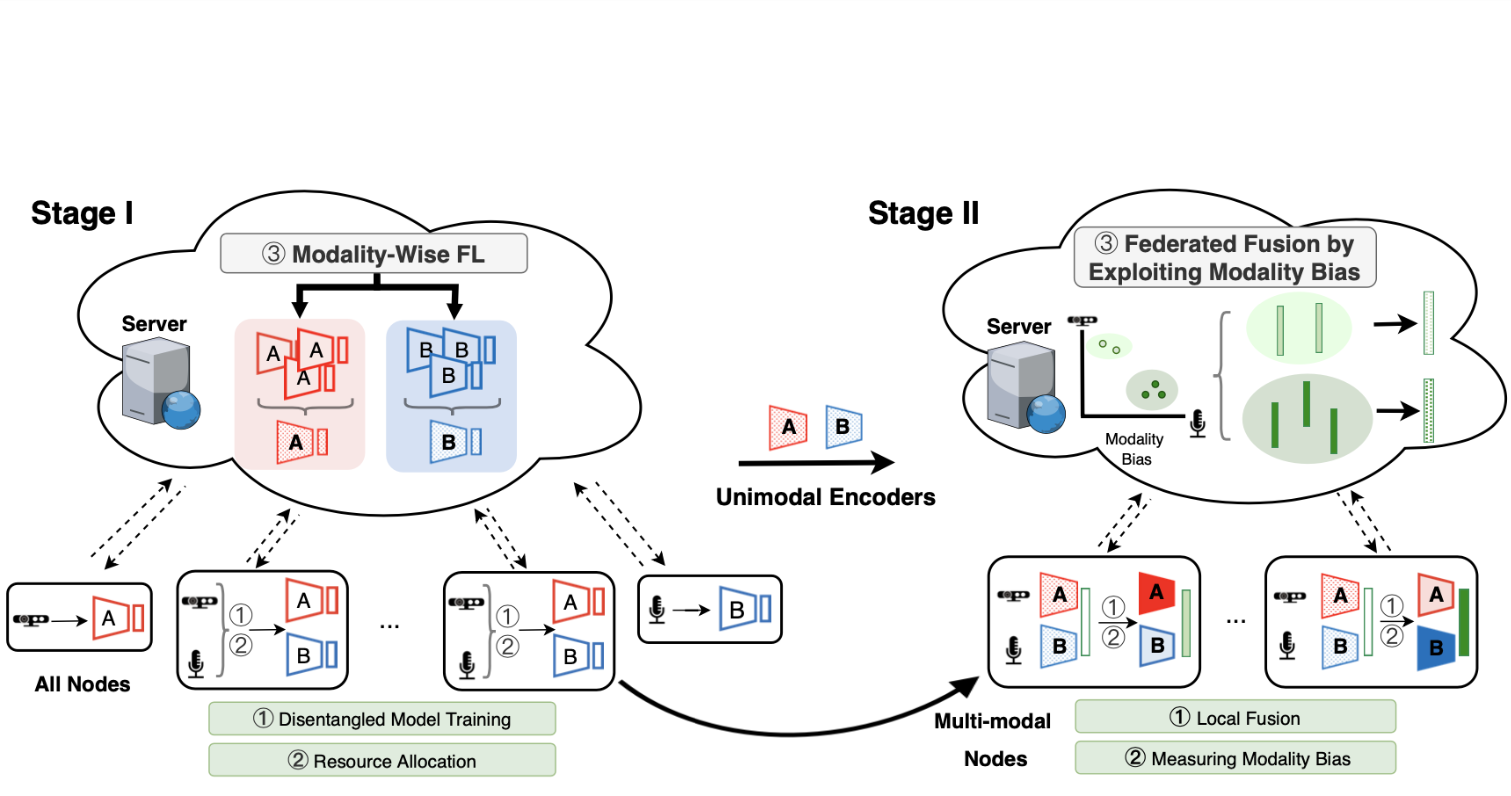 Stage I
③ Modality-Wise FL
Server
A
A
A
B
B
B
A
B
A
①
②
A
B
...
①
②
A
B
B
All Nodes
① Disentangled Model Training
② Resource Allocation
A
B
Unimodal Encoders
Stage II
③ Federated Fusion by
Exploiting Modality Bias
Server
Modality
Bias
A
B
①
②
A
B
...
A
B
①
②
A
B
Multi-modal
Nodes
① Local Fusion
② Measuring Modality Bias